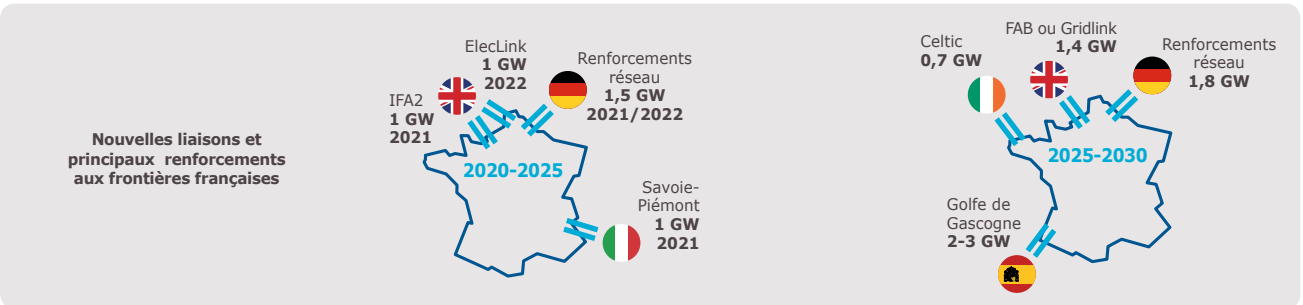 Nouvelles liaisons et
principaux renforcements
aux frontières françaises
ElecLink
1 GW
2022
Renforcements
réseau
1,5 GW
2021/2022
IFA2
1 GW
2021
2020-2025
Savoie-
Piémont
1 GW
2021
Celtic
0,7 GW
FAB ou Gridlink
1,4 GW
Renforcements
réseau
1,8 GW
2025-2030
Golfe de
Gascogne
2-3 GW